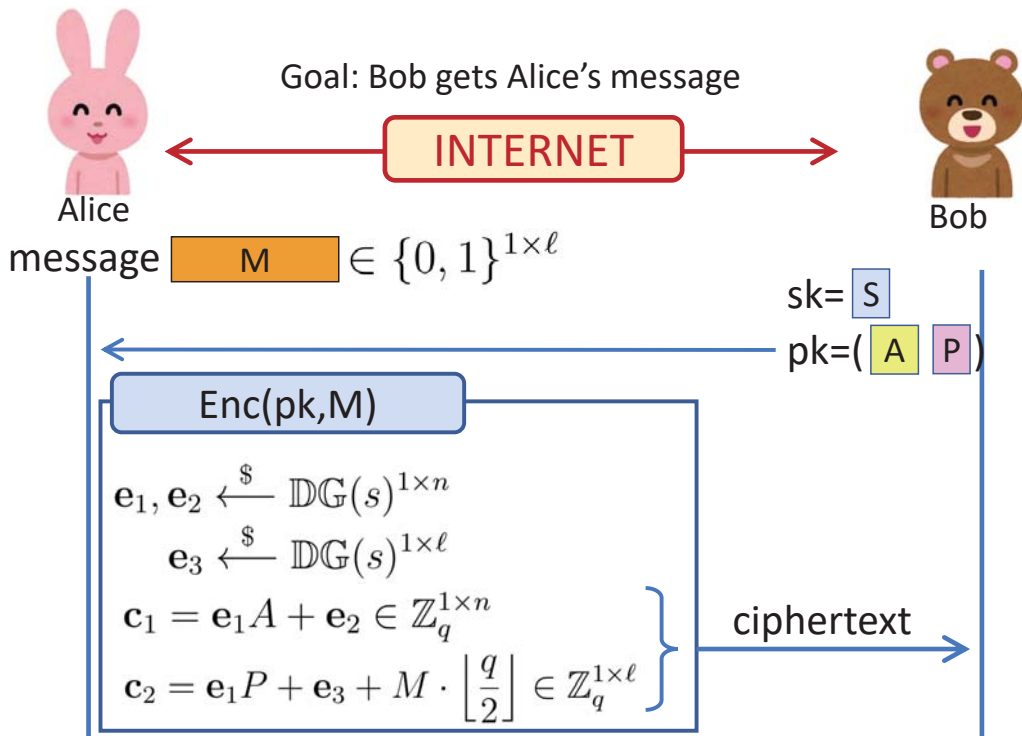 Goal: Bob gets Alice's message
INTERNET
Alice
Bob
message M ∈ {0, 1}^{1×ℓ}
sk= S
pk=( A P )
Enc(pk,M)
e₁, e₂ ←$ 𝔻𝔾(s)^{1×n}
e₃ ←$ 𝔻𝔾(s)^{1×ℓ}
c₁ = e₁A + e₂ ∈ ℤ_q^{1×n}
c₂ = e₁P + e₃ + M · ⌊q/2⌋ ∈ ℤ_q^{1×ℓ}
ciphertext